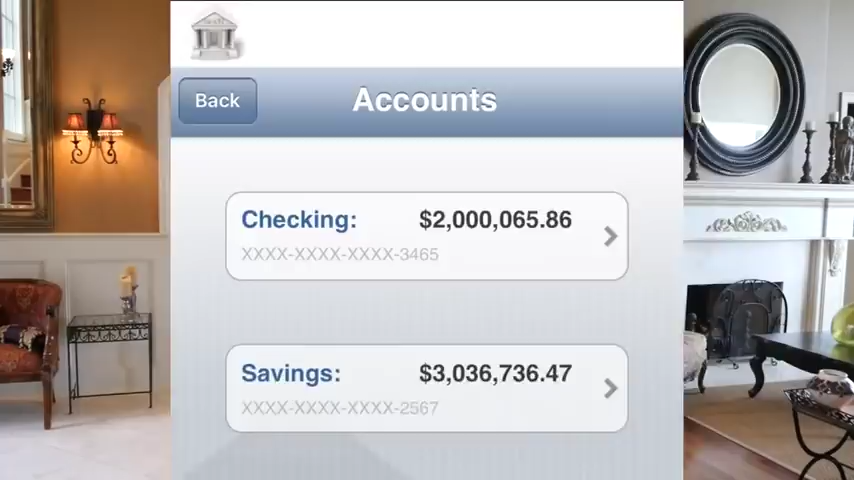 Back
Accounts
Checking: $2,000,065.86
XXXX-XXXX-XXXX-3465
Savings: $3,036,736.47
XXXX-XXXX-XXXX-2567